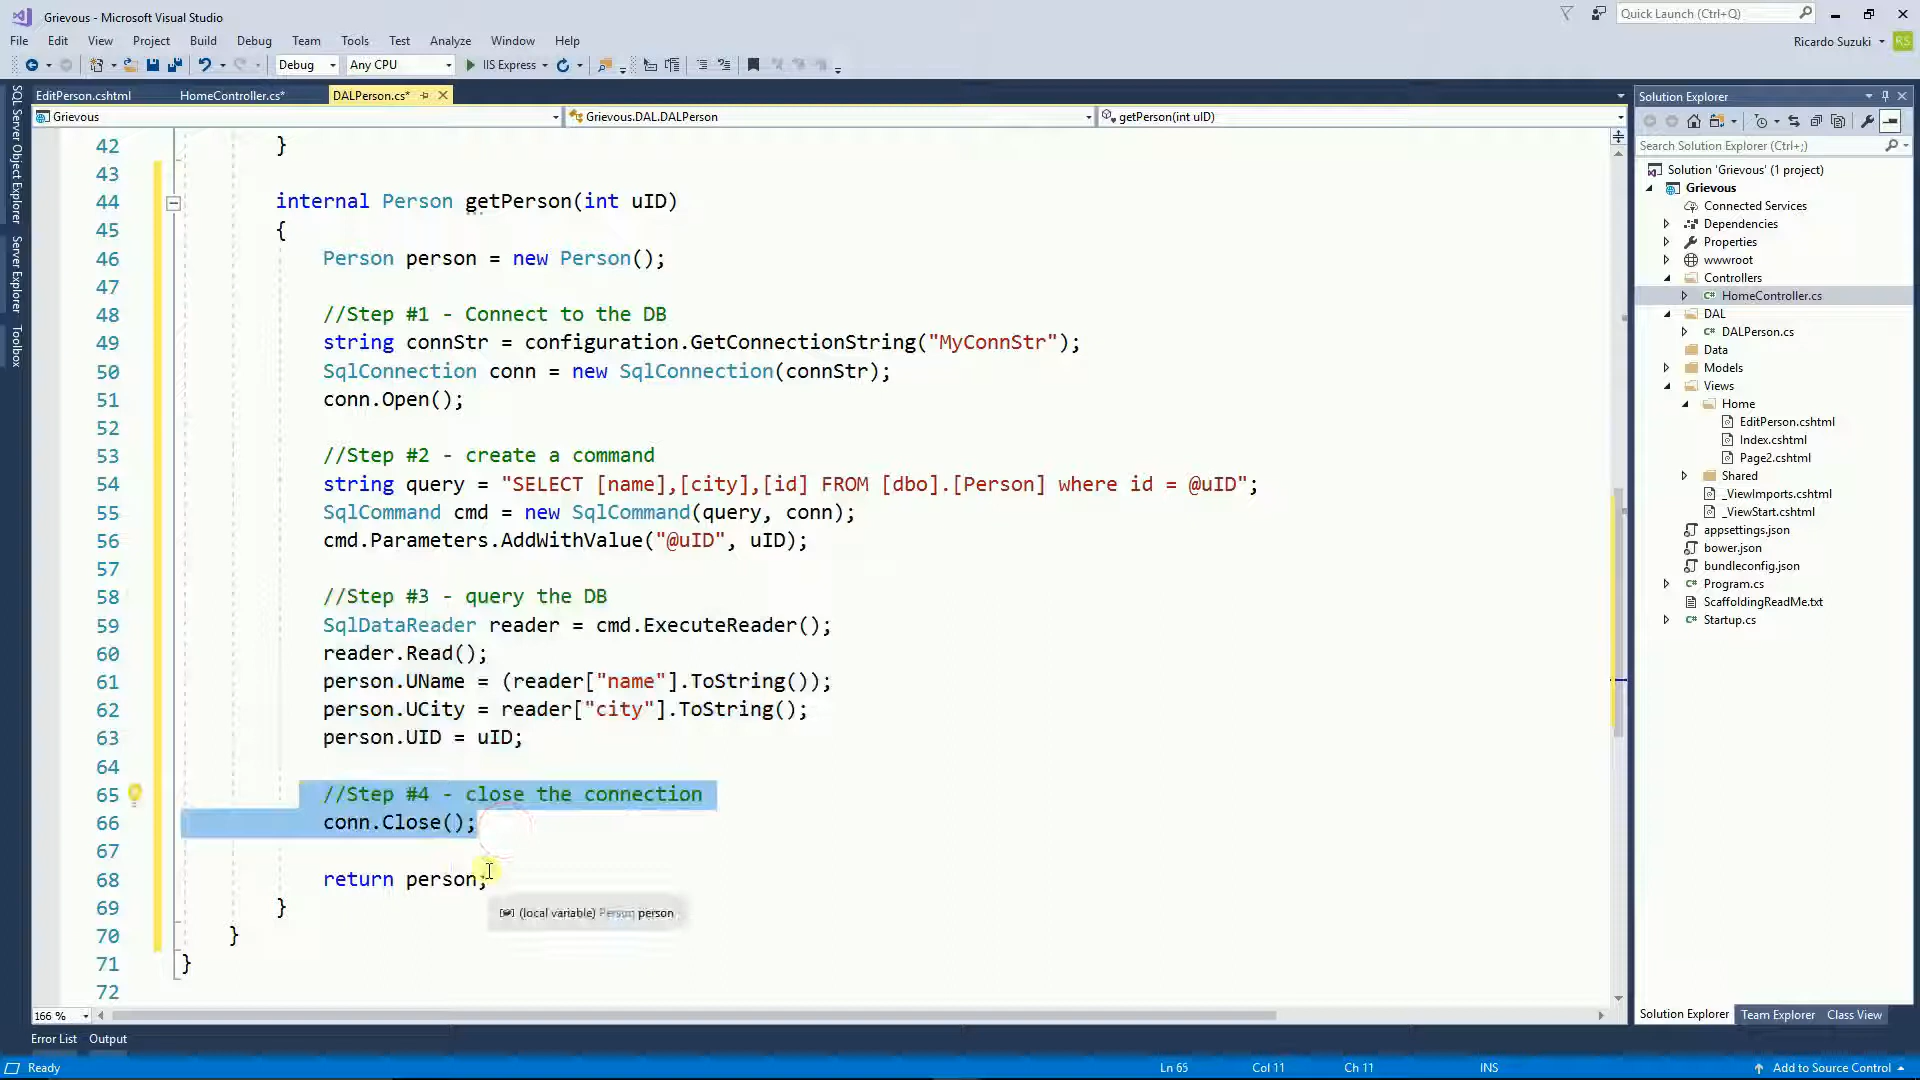 Grievous - Microsoft Visual Studio
Quick Launch (Ctrl+Q)
File Edit View Project Build Debug Team Tools Test Analyze Window Help
Ricardo Suzuki RS
Debug Any CPU IIS Express
EditPerson.cshtml HomeController.cs* DALPerson.cs*
Grievous Grievous.DAL.DALPerson getPerson(int uID)
SQL Server Object Explorer
Server Explorer
Toolbox
42 }
43
44 internal Person getPerson(int uID)
45 {
46 Person person = new Person();
47
48 //Step #1 - Connect to the DB
49 string connStr = configuration.GetConnectionString("MyConnStr");
50 SqlConnection conn = new SqlConnection(connStr);
51 conn.Open();
52
53 //Step #2 - create a command
54 string query = "SELECT [name],[city],[id] FROM [dbo].[Person] where id = @uID";
55 SqlCommand cmd = new SqlCommand(query, conn);
56 cmd.Parameters.AddWithValue("@uID", uID);
57
58 //Step #3 - query the DB
59 SqlDataReader reader = cmd.ExecuteReader();
60 reader.Read();
61 person.UName = (reader["name"].ToString());
62 person.UCity = reader["city"].ToString();
63 person.UID = uID;
64
65 //Step #4 - close the connection
66 conn.Close();
67
68 return person;
(local variable) Person person
69 }
70 }
71 }
72
166 %
Solution Explorer
Search Solution Explorer (Ctrl+;)
Solution 'Grievous' (1 project)
Grievous
Connected Services
Dependencies
Properties
wwwroot
Controllers
C# HomeController.cs
DAL
C# DALPerson.cs
Data
Models
Views
Home
EditPerson.cshtml
Index.cshtml
Page2.cshtml
Shared
_ViewImports.cshtml
_ViewStart.cshtml
appsettings.json
bower.json
bundleconfig.json
C# Program.cs
ScaffoldingReadMe.txt
C# Startup.cs
Solution Explorer Team Explorer Class View
Error List Output
Ready Ln 65 Col 11 Ch 11 INS Add to Source Control